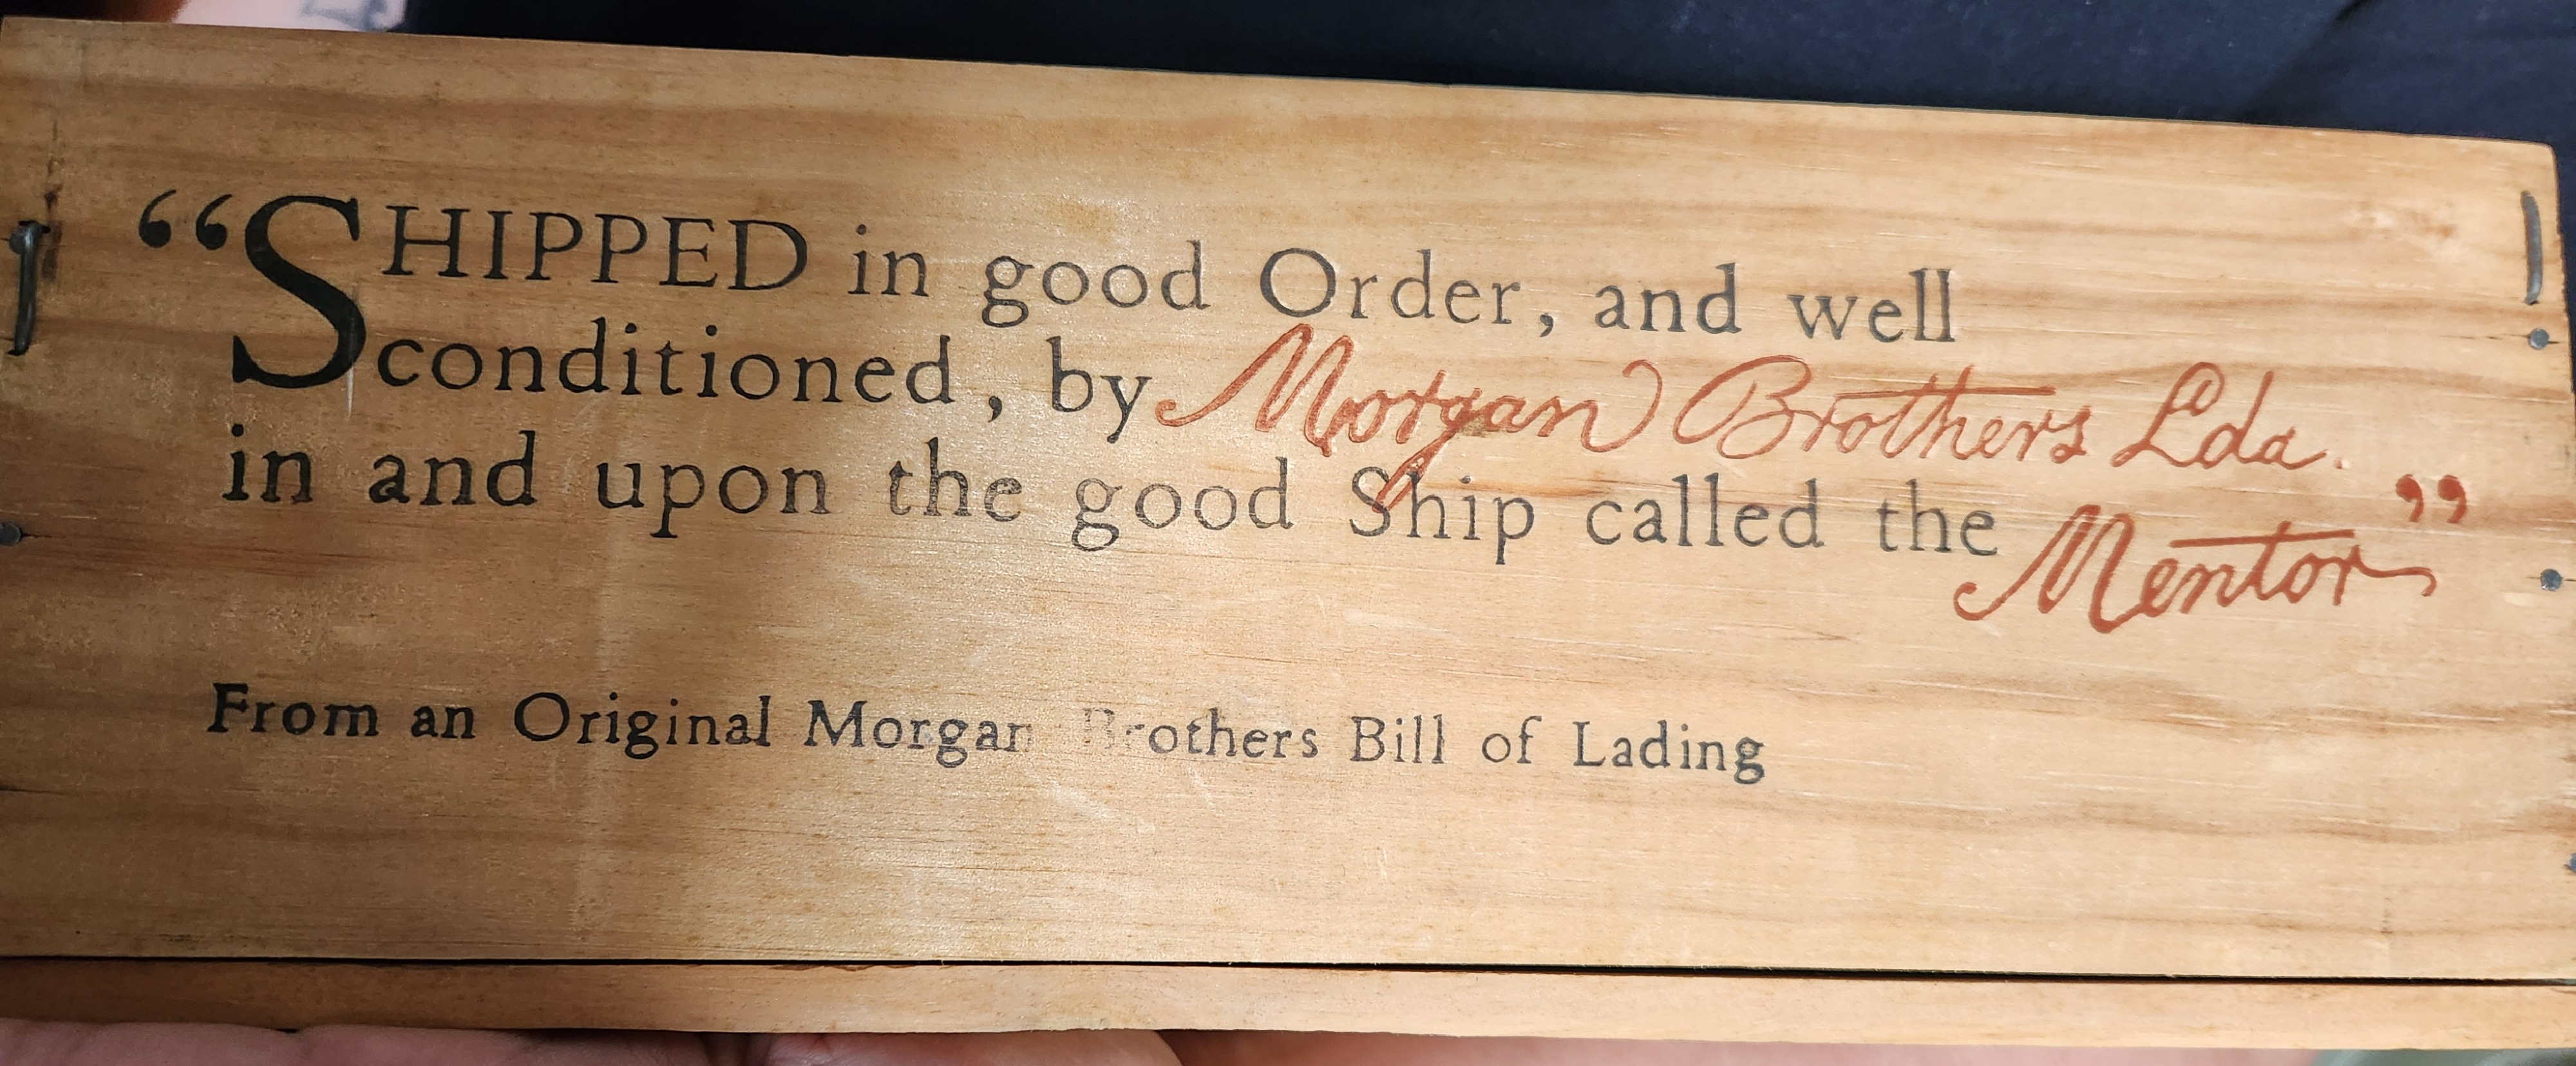 “SHIPPED in good Order, and well
conditioned, by Morgan Brothers Lda.
in and upon the good Ship called the Mentor”
From an Original Morgan Brothers Bill of Lading